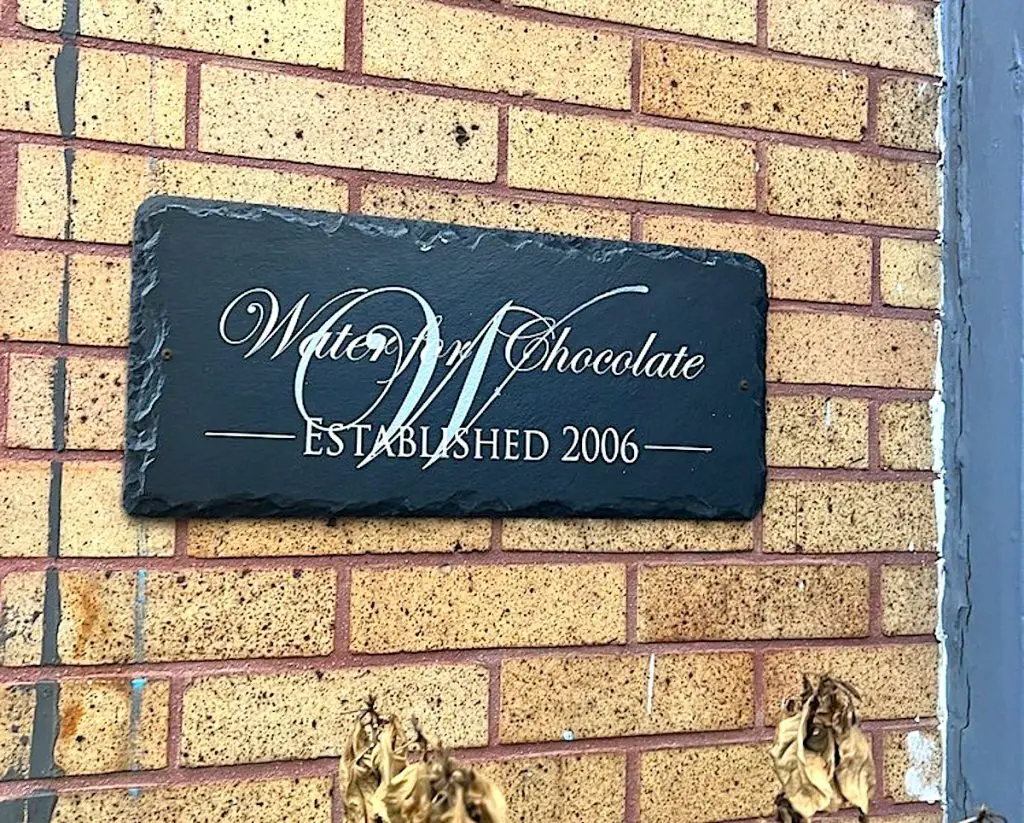 Water for Chocolate
W
ESTABLISHED 2006